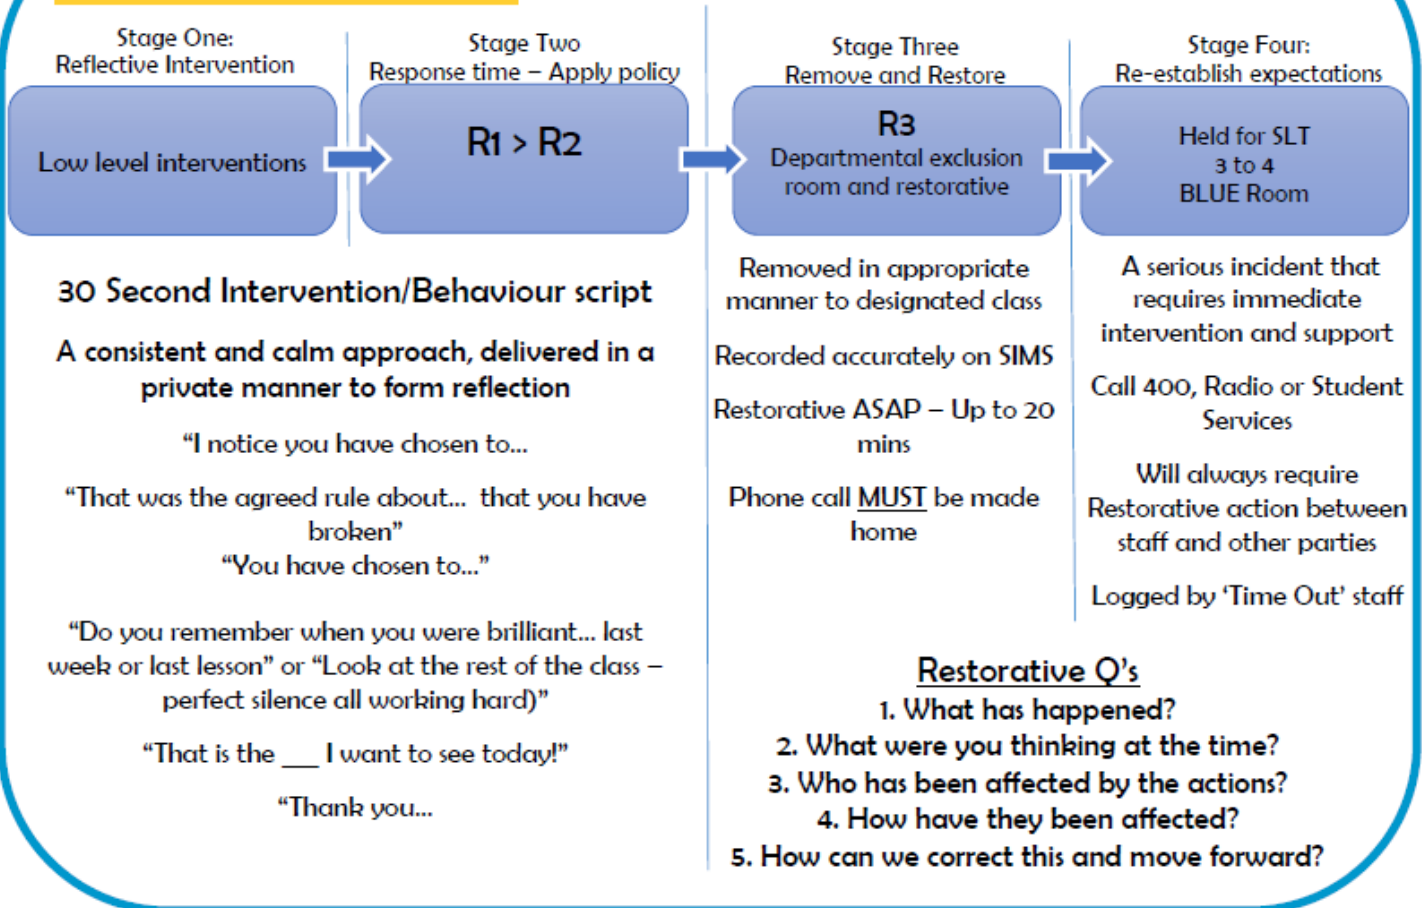 Stage One:
Reflective Intervention
Low level interventions
Stage Two
Response time – Apply policy
R1 > R2
30 Second Intervention/Behaviour script
A consistent and calm approach, delivered in a
private manner to form reflection
“I notice you have chosen to...
“That was the agreed rule about... that you have
broken”
“You have chosen to...”
“Do you remember when you were brilliant... last
week or last lesson” or “Look at the rest of the class –
perfect silence all working hard)”
“That is the ___ I want to see today!”
“Thank you...
Stage Three
Remove and Restore
R3
Departmental exclusion
room and restorative
Removed in appropriate
manner to designated class
Recorded accurately on SIMS
Restorative ASAP – Up to 20
mins
Phone call MUST be made
home
Stage Four:
Re-establish expectations
Held for SLT
3 to 4
BLUE Room
A serious incident that
requires immediate
intervention and support
Call 400, Radio or Student
Services
Will always require
Restorative action between
staff and other parties
Logged by ‘Time Out’ staff
Restorative Q’s
1. What has happened?
2. What were you thinking at the time?
3. Who has been affected by the actions?
4. How have they been affected?
5. How can we correct this and move forward?